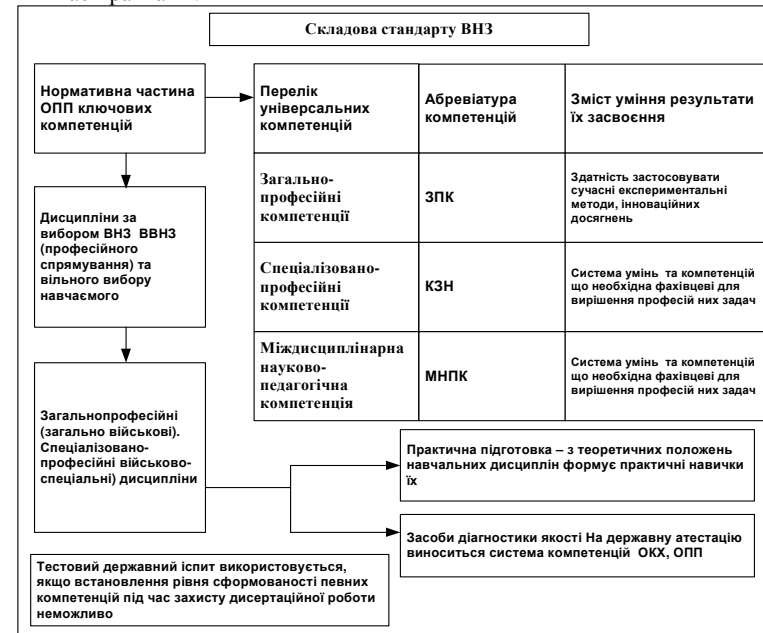 Складова стандарту ВНЗ
Нормативна частина
ОПП ключових
компетенцій
Перелік
універсальних
компетенцій
Абревіатура
компетенцій
Зміст уміння результати
їх засвоєння
Загально-
професійні
компетенції
ЗПК
Здатність застосовувати
сучасні експериментальні
методи, інноваційних
досягнень
Дисципліни за
вибором ВНЗ ВВНЗ
(професійного
спрямування) та
вільного вибору
навчаємого
Спеціалізовано-
професійні
компетенції
КЗН
Система умінь та компетенцій
що необхідна фахівцеві для
вирішення професій них задач
Міждисциплінарна
науково-
педагогічна
компетенція
МНПК
Система умінь та компетенцій
що необхідна фахівцеві для
вирішення професій них задач
Загальнопрофесійні
(загально військові).
Спеціалізовано-
професійні військово-
спеціальні) дисципліни
Практична підготовка – з теоретичних положень
навчальних дисциплін формує практичні навички
їх
Засоби діагностики якості На державну атестацію
виноситься система компетенцій ОКХ, ОПП
Тестовий державний іспит використовується,
якщо встановлення рівня сформованості певних
компетенцій під час захисту дисертаційної роботи
неможливо